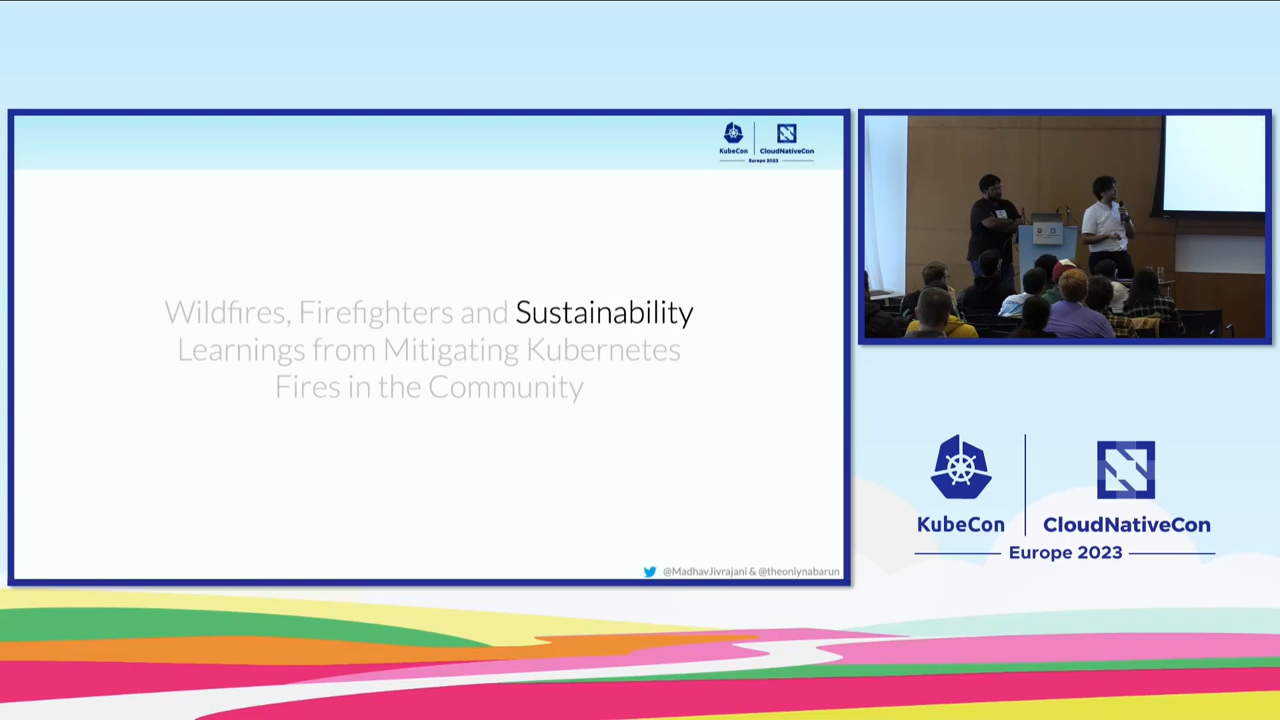 KubeCon
CloudNativeCon
Europe 2023
Wildfires, Firefighters and Sustainability
Learnings from Mitigating Kubernetes
Fires in the Community
@MadhavJivrajani & @theonlynabarun
KubeCon
CloudNativeCon
Europe 2023